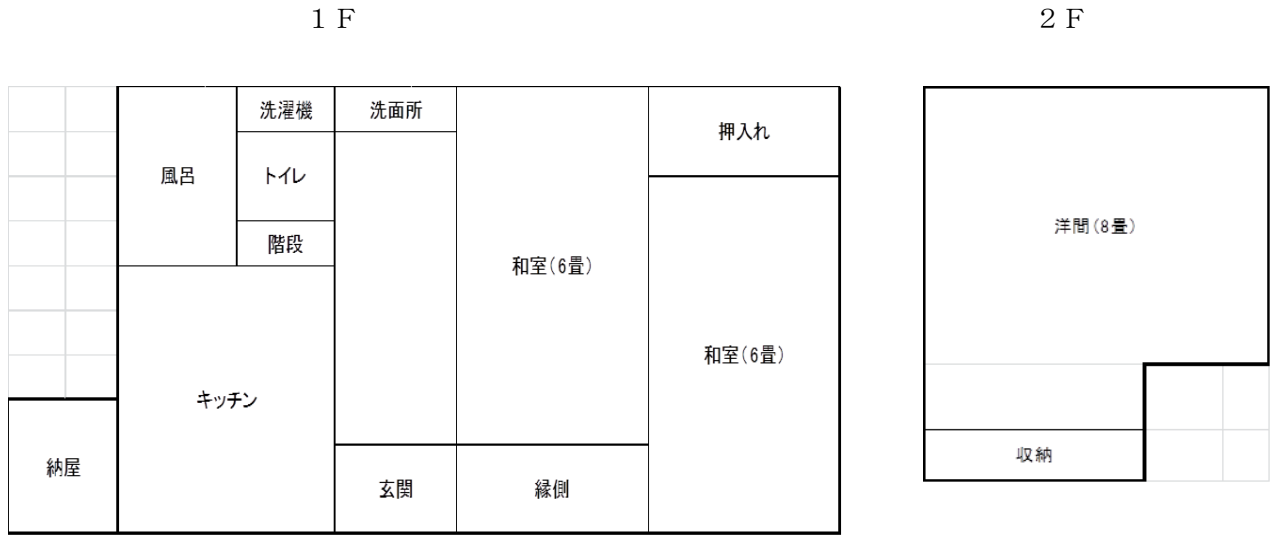 １Ｆ
２Ｆ
洗濯機
洗面所
押入れ
風呂
トイレ
階段
和室(6畳)
和室(6畳)
キッチン
納屋
玄関
縁側
洋間(8畳)
収納